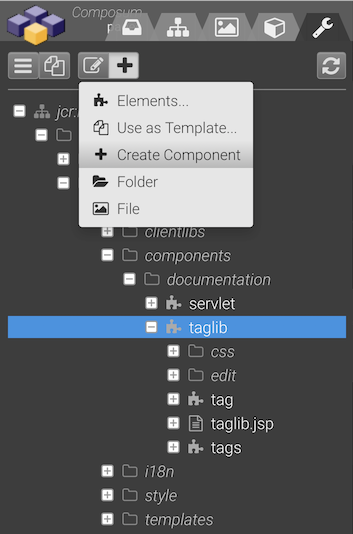 Composum
pa
jcr:
Elements...
Use as Template...
Create Component
Folder
File
clientlibs
components
documentation
servlet
taglib
css
edit
tag
taglib.jsp
tags
i18n
style
templates